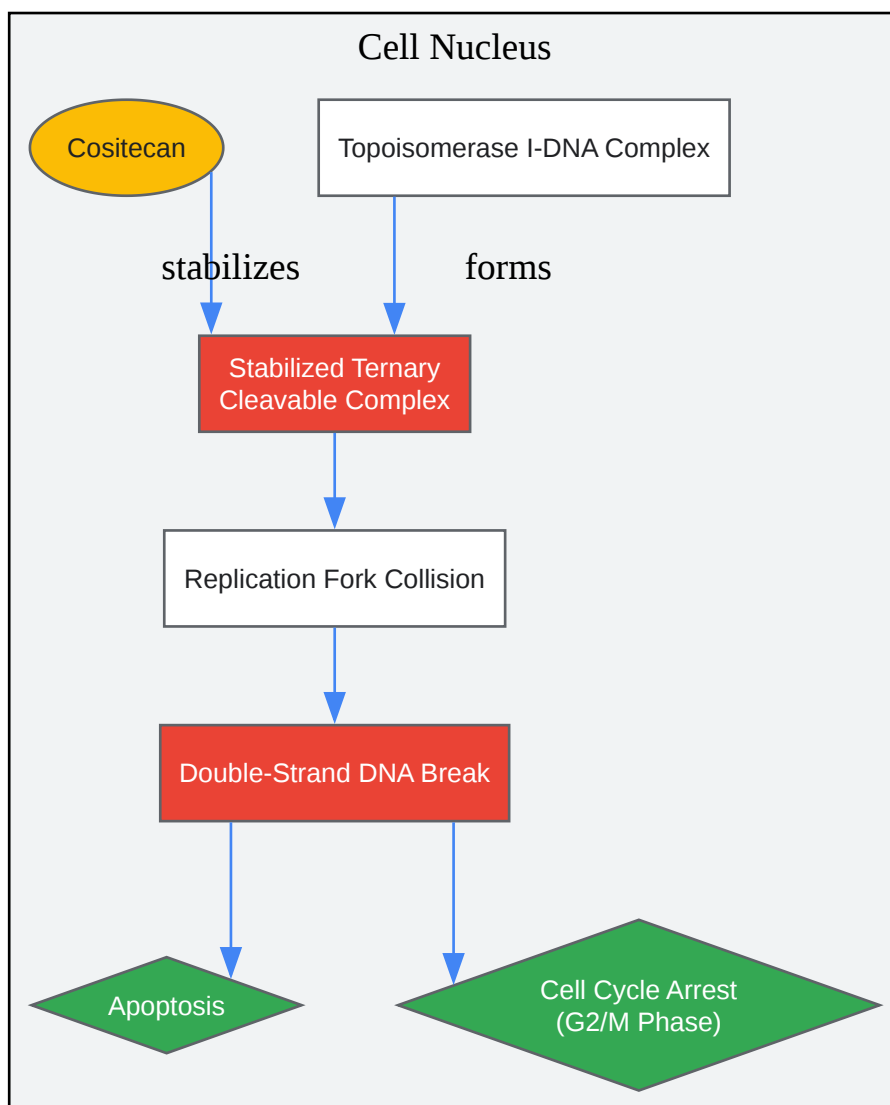 Cell Nucleus
Cositecan
Topoisomerase I-DNA Complex
stabilizes
forms
Stabilized Ternary
Cleavable Complex
Replication Fork Collision
Double-Strand DNA Break
Apoptosis
Cell Cycle Arrest
(G2/M Phase)